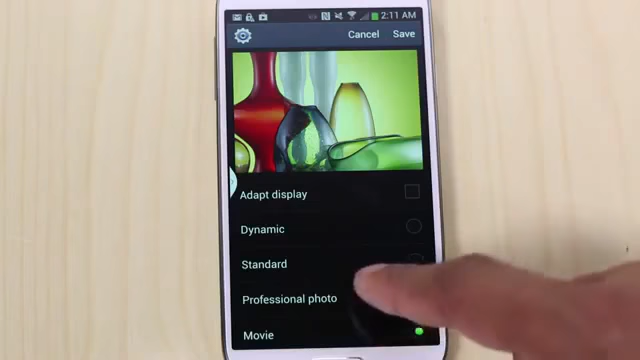 2:11 AM
Cancel Save
Adapt display
Dynamic
Standard
Professional photo
Movie